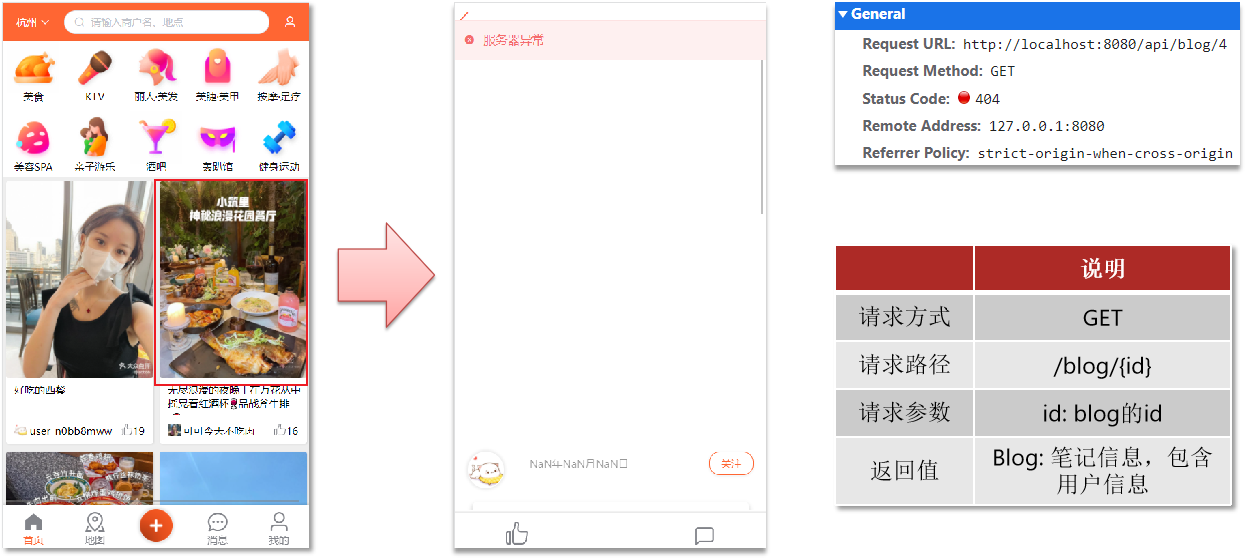 杭州
请输入商户名、地点
美食
KTV
丽人·美发
美睫·美甲
按摩·足疗
美容SPA
亲子游乐
酒吧
轰趴馆
健身运动
小筑里
神秘浪漫花园餐厅
大众点评
好吃的西餐
user_n0bb8mww
19
无尽浪漫的夜晚丨在万花丛中
摇晃着红酒杯🍷品战斧牛排
可可今天不吃肉
16
首页
地图
消息
我的
服务器异常
NaN年NaN月NaN日
关注
General
Request URL: http://localhost:8080/api/blog/4
Request Method: GET
Status Code: 404
Remote Address: 127.0.0.1:8080
Referrer Policy: strict-origin-when-cross-origin
说明
请求方式 GET
请求路径 /blog/{id}
请求参数 id: blog的id
返回值 Blog: 笔记信息，包含
用户信息